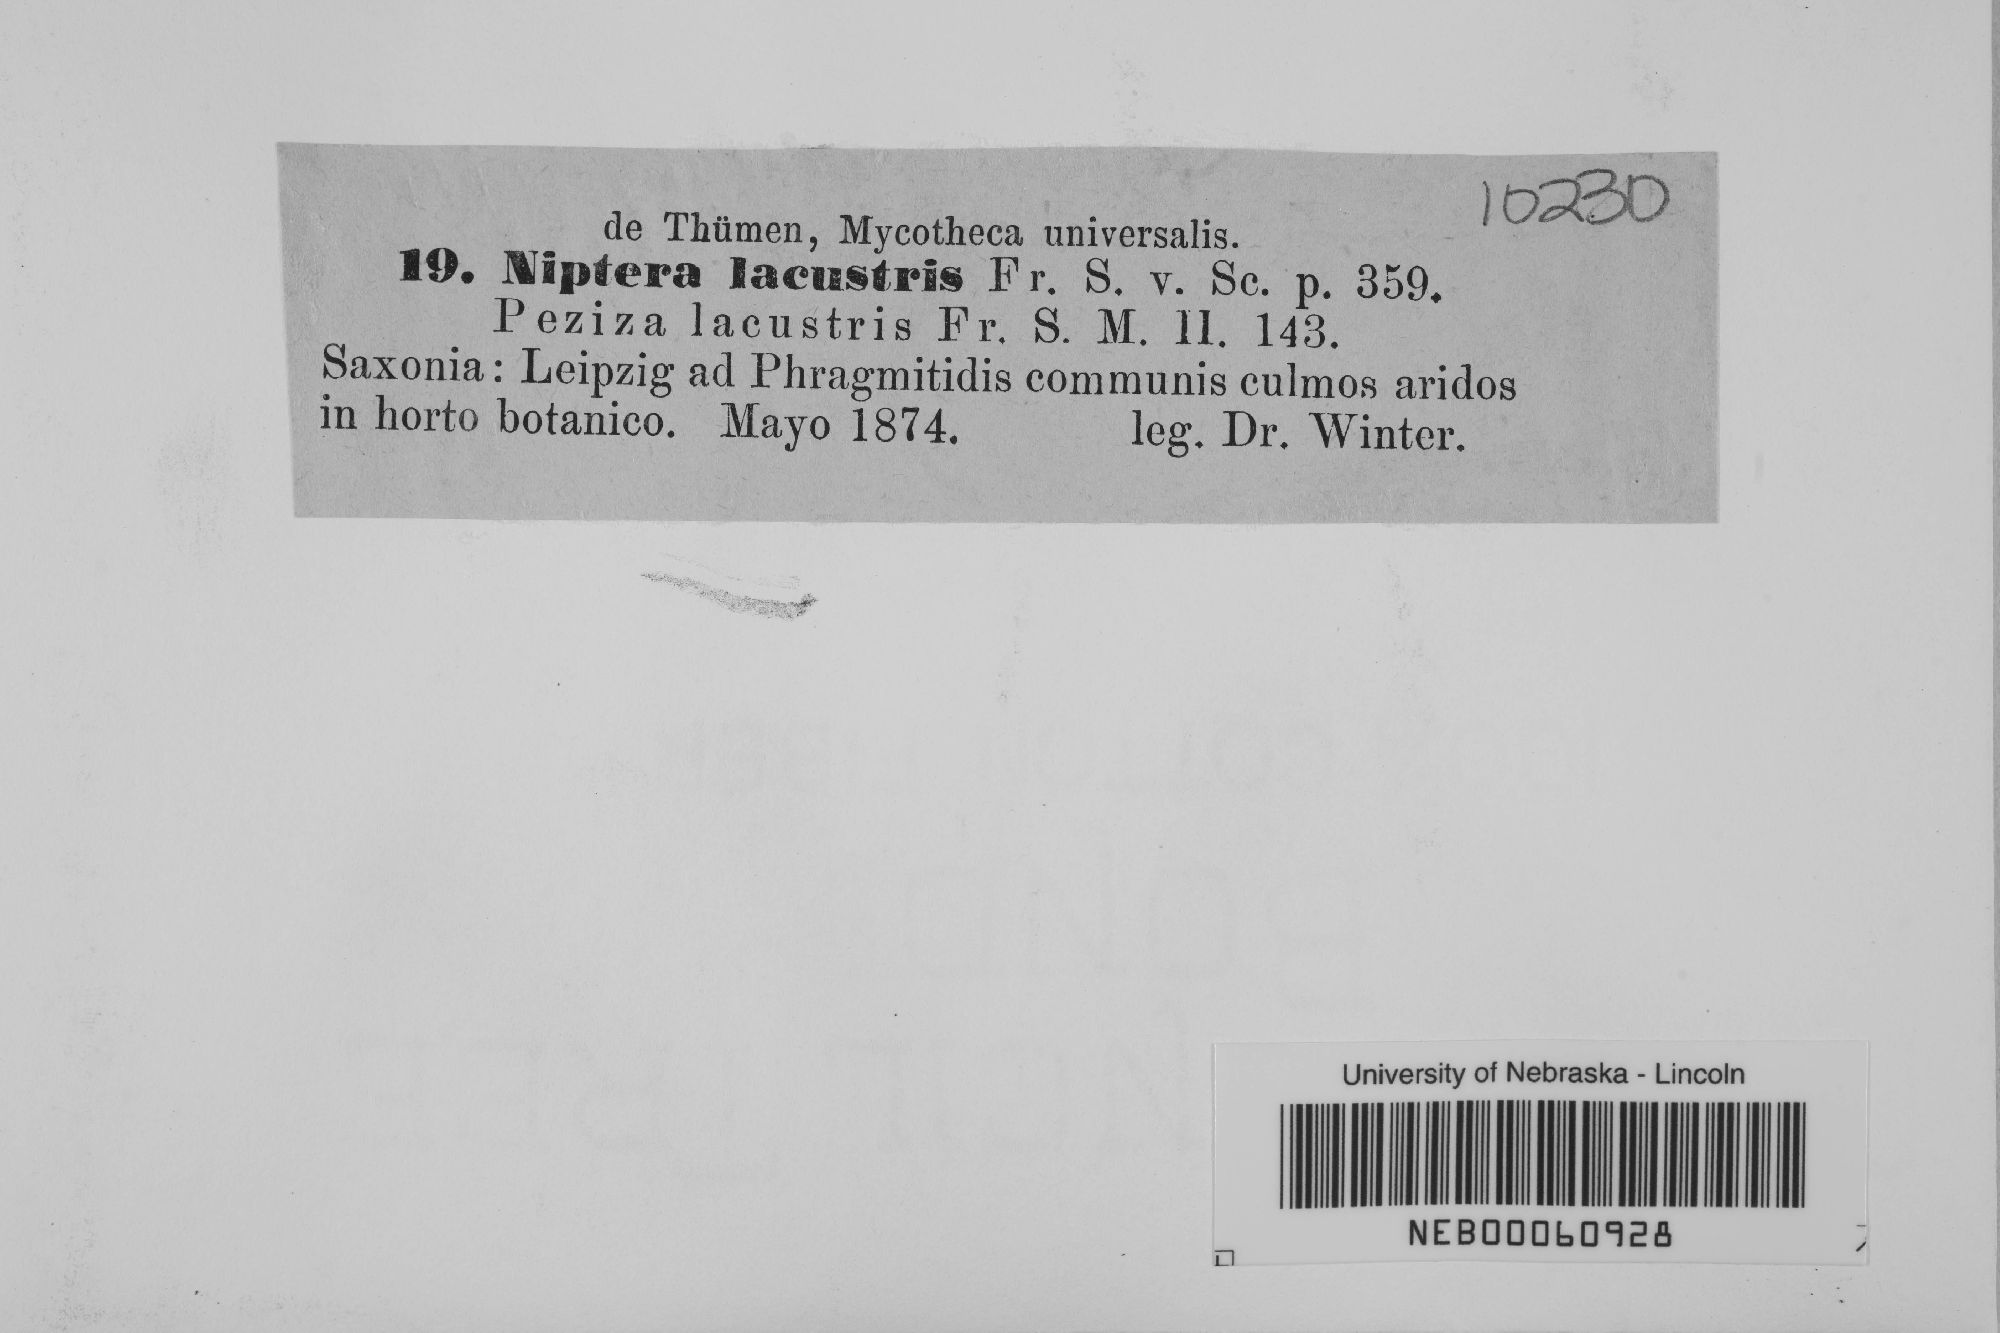 10230
de Thümen, Mycotheca universalis.
19. Niptera lacustris Fr. S. v. Sc. p. 359.
Peziza lacustris Fr. S. M. II. 143.
Saxonia: Leipzig ad Phragmitidis communis culmos aridos
in horto botanico. Mayo 1874. leg. Dr. Winter.
University of Nebraska - Lincoln
NEB00060928